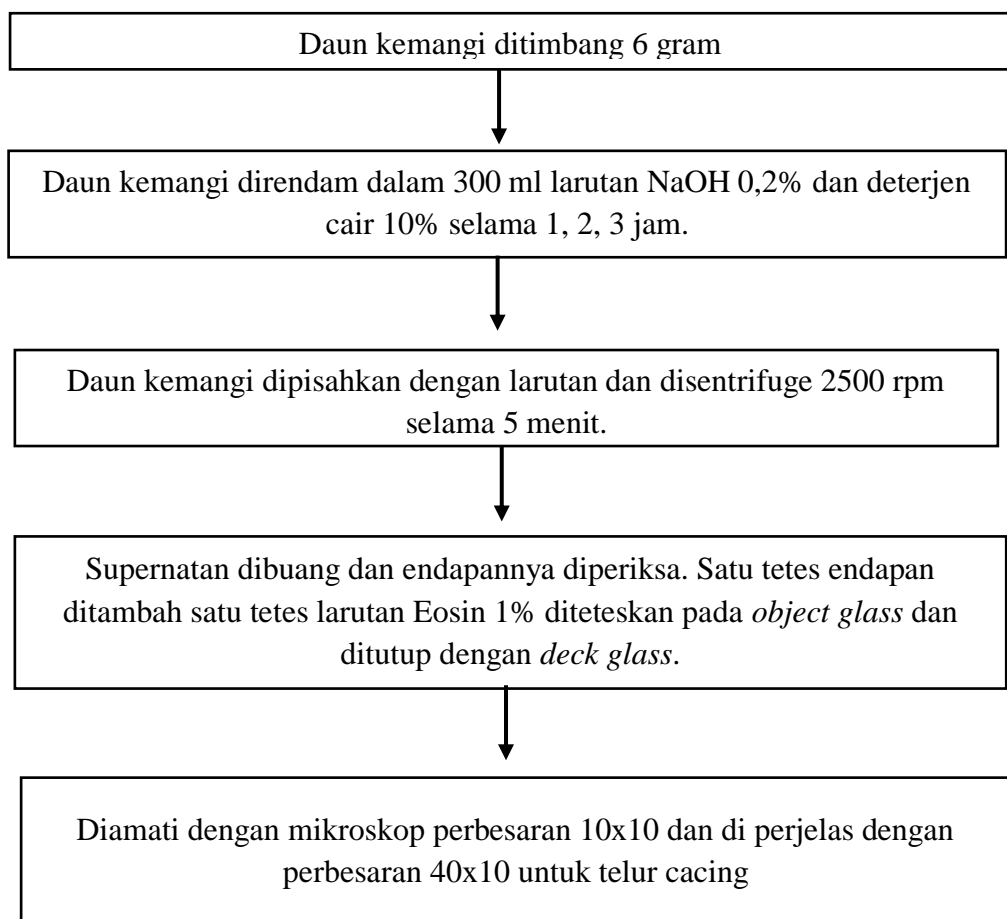 Daun kemangi ditimbang 6 gram
Daun kemangi direndam dalam 300 ml larutan NaOH 0,2% dan deterjen
cair 10% selama 1, 2, 3 jam.
Daun kemangi dipisahkan dengan larutan dan disentrifuge 2500 rpm
selama 5 menit.
Supernatan dibuang dan endapannya diperiksa. Satu tetes endapan
ditambah satu tetes larutan Eosin 1% diteteskan pada object glass dan
ditutup dengan deck glass.
Diamati dengan mikroskop perbesaran 10x10 dan di perjelas dengan
perbesaran 40x10 untuk telur cacing